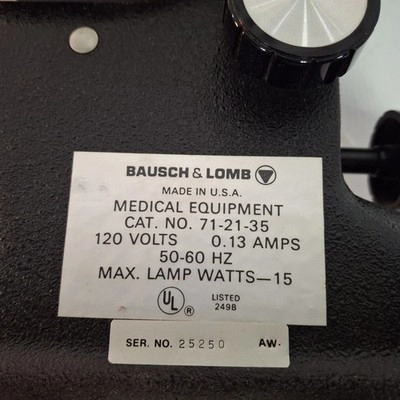 BAUSCH & LOMB
MADE IN U.S.A.
MEDICAL EQUIPMENT
CAT. NO. 71-21-35
120 VOLTS 0.13 AMPS
50-60 HZ
MAX. LAMP WATTS—15
UL LISTED
249B
SER. NO. 25250 AW.